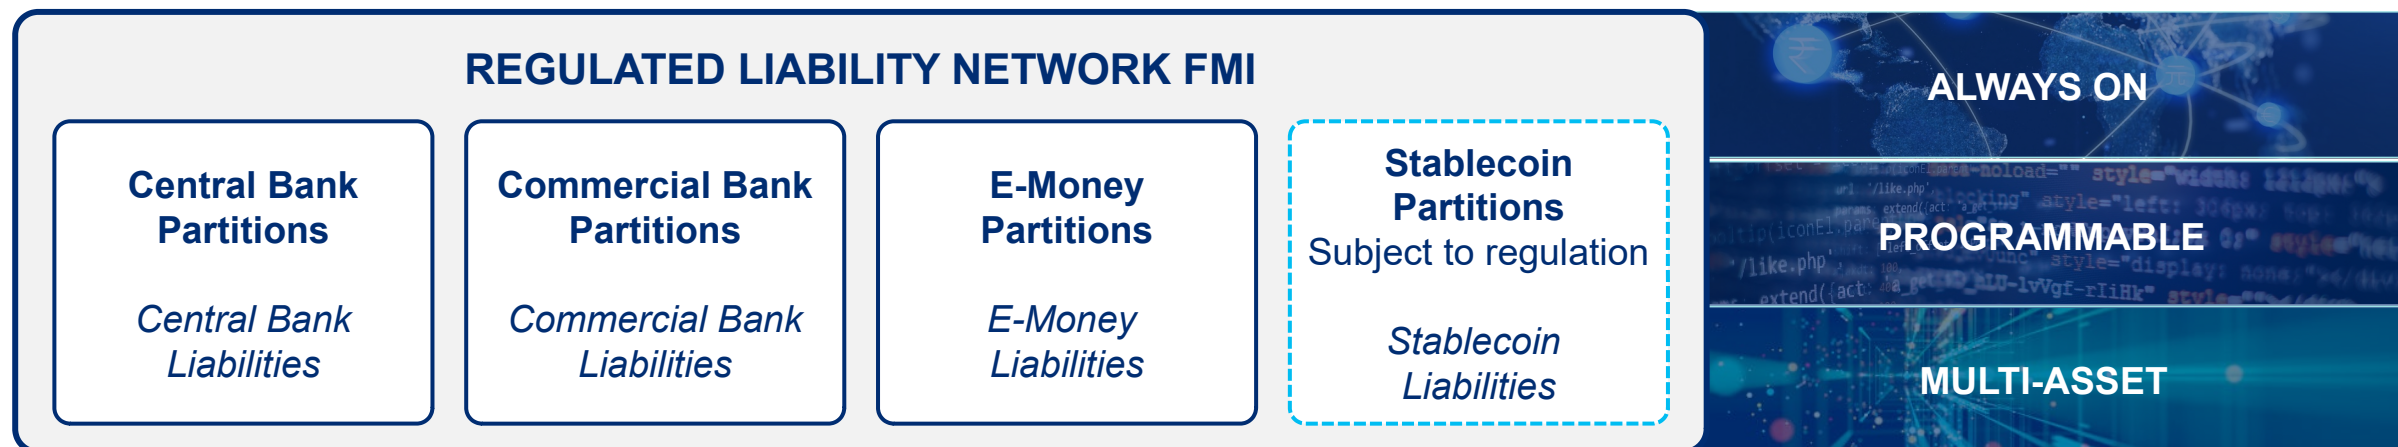 REGULATED LIABILITY NETWORK FMI
Central Bank
Partitions
Central Bank
Liabilities
Commercial Bank
Partitions
Commercial Bank
Liabilities
E-Money
Partitions
E-Money
Liabilities
Stablecoin
Partitions
Subject to regulation
Stablecoin
Liabilities
ALWAYS ON
PROGRAMMABLE
MULTI-ASSET